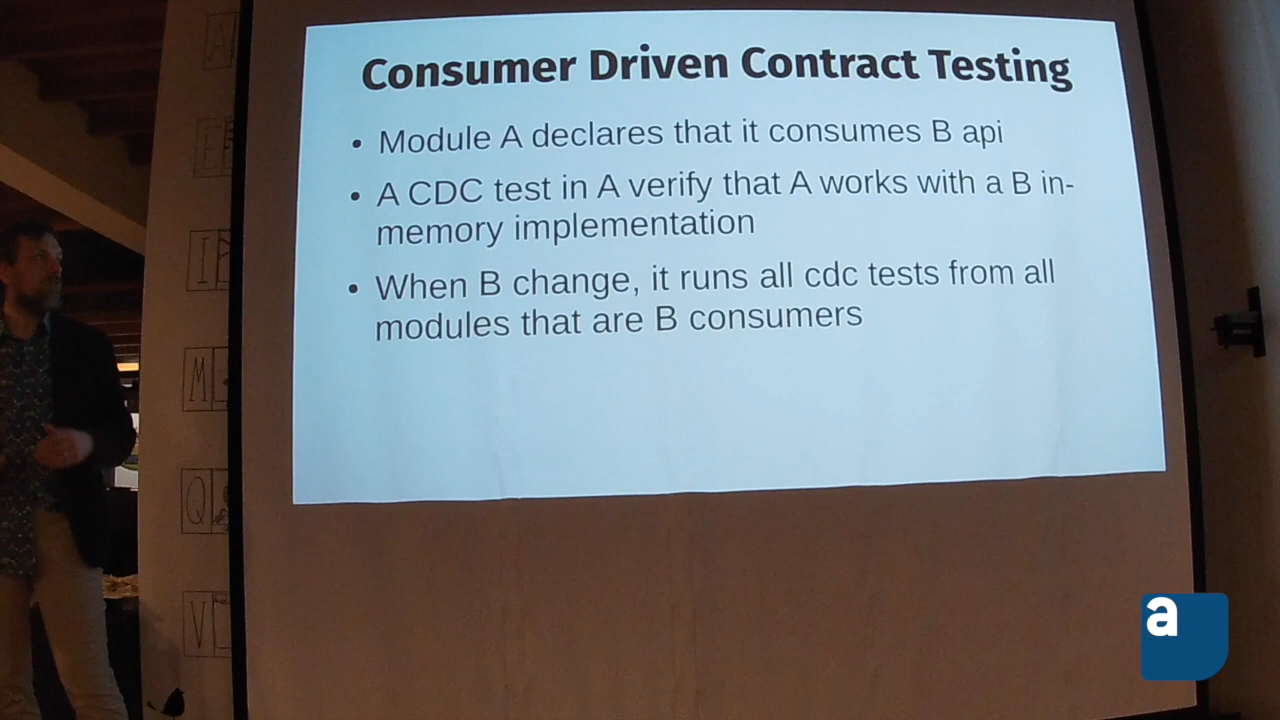 Consumer Driven Contract Testing
• Module A declares that it consumes B api
• A CDC test in A verify that A works with a B in-
memory implementation
• When B change, it runs all cdc tests from all
modules that are B consumers
A
E
I
M
Q
V
a